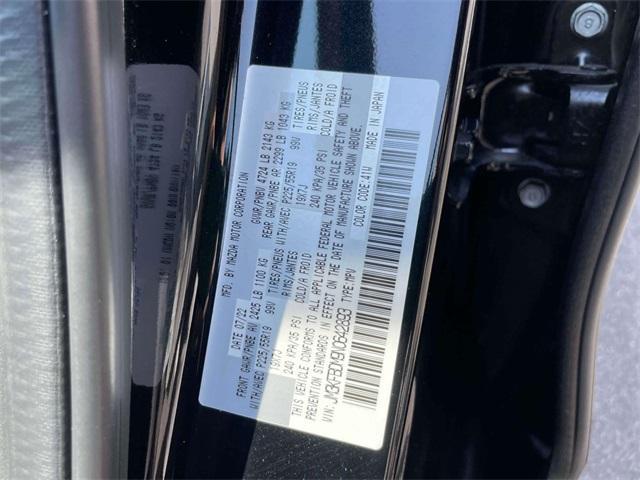 MFD. BY MAZDA MOTOR CORPORATION
DATE 07/22 GVWR/PNBV 4724 LB 2143 KG
FRONT GAWR/PNBE AV 2425 LB 1100 KG REAR GAWR/PNBE AR 2299 LB 1043 KG
WITH/AVEC P225/55R19 99V TIRES/PNEUS WITH/AVEC P225/55R19 99V TIRES/PNEUS
19X7J RIMS/JANTES 19X7J RIMS/JANTES
240 KPA/35 PSI COLD/A FROID 240 KPA/35 PSI COLD/A FROID
THIS VEHICLE CONFORMS TO ALL APPLICABLE FEDERAL MOTOR VEHICLE SAFETY AND THEFT
PREVENTION STANDARDS IN EFFECT ON THE DATE OF MANUFACTURE SHOWN ABOVE.
VIN: TYPE:MPV COLOR CODE:41W MADE IN JAPAN